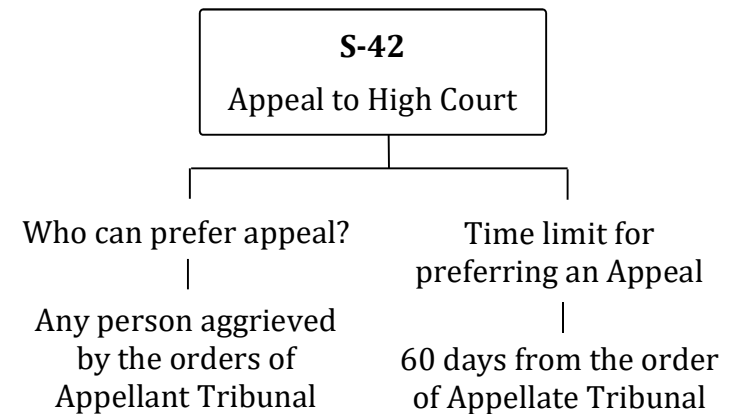 S-42
Appeal to High Court
Who can prefer appeal?
Any person aggrieved
by the orders of
Appellant Tribunal
Time limit for
preferring an Appeal
60 days from the order
of Appellate Tribunal